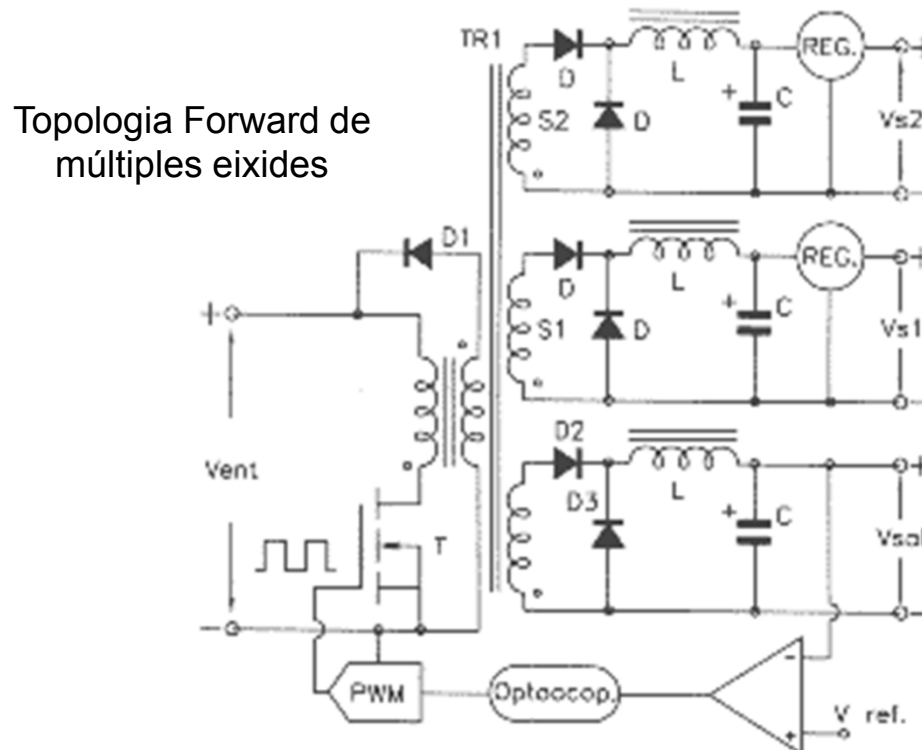 Topologia Forward de
múltiples eixides
TR1
D
L
REG.
+
S2
D
+
C
Vs2
-
D1
D
L
REG.
+
S1
D
+
C
Vs1
-
+
Vent
-
T
D2
D3
L
+
C
+
Vsal
-
PWM
Optoacop.
-
+
V ref.